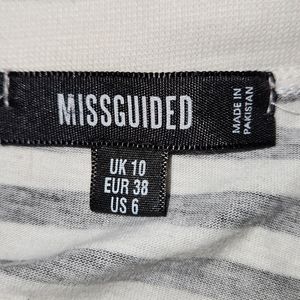 MISSGUIDED
MADE IN
PAKISTAN
UK 10
EUR 38
US 6